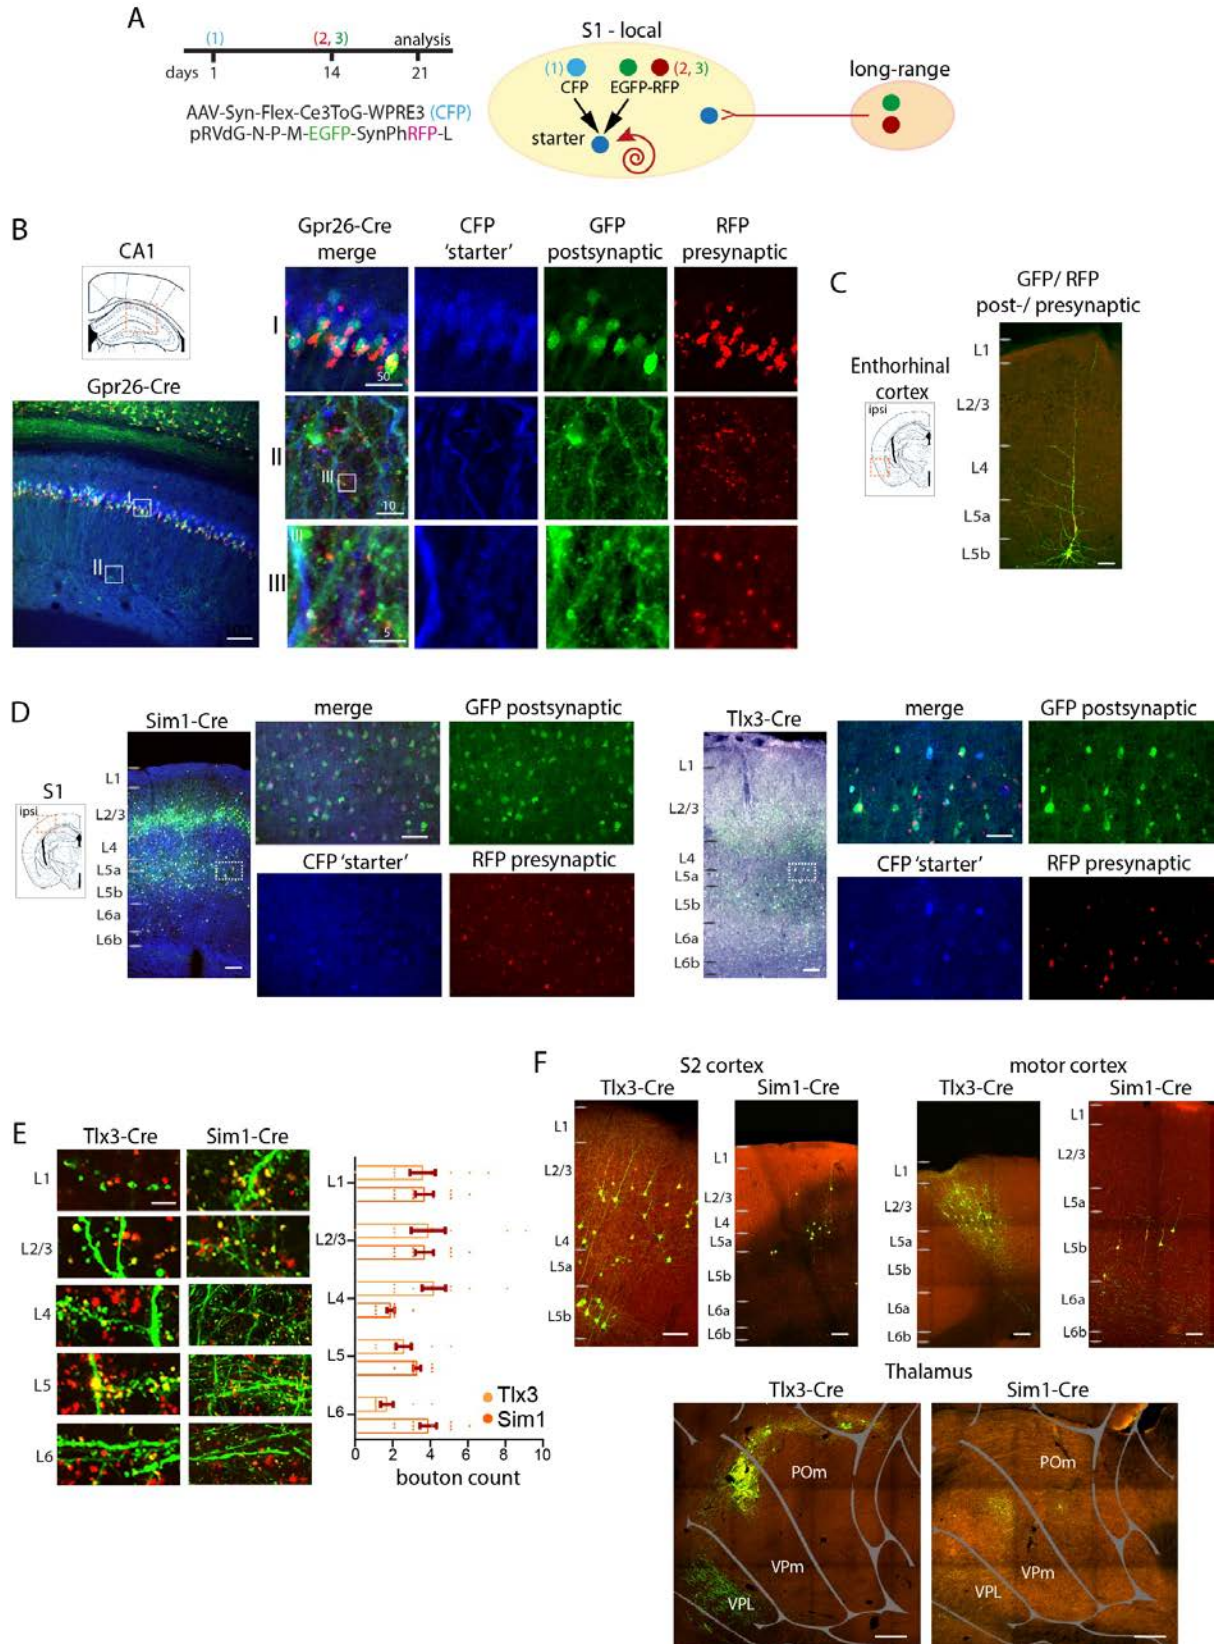 A
(1)
(2, 3)
analysis
days
1
14
21
AAV-Syn-Flex-Ce3ToG-WPRE3 (CFP)
pRVdG-N-P-M-EGFP-SynPhRFP-L
S1 - local
(1)
(2, 3)
CFP
EGFP-RFP
starter
long-range
B
CA1
Gpr26-Cre
I
II
Gpr26-Cre
merge
CFP
'starter'
GFP
postsynaptic
RFP
presynaptic
I
50
II
III
10
III
III
5
C
GFP/ RFP
post-/ presynaptic
Enthorhinal
cortex
ipsi
L1
L2/3
L4
L5a
L5b
D
S1
ipsi
Sim1-Cre
L1
L2/3
L4
L5a
L5b
L6a
L6b
merge
GFP postsynaptic
CFP 'starter'
RFP presynaptic
Tlx3-Cre
L1
L2/3
L4
L5a
L5b
L6a
L6b
merge
GFP postsynaptic
CFP 'starter'
RFP presynaptic
E
Tlx3-Cre
Sim1-Cre
L1
L2/3
L4
L5
L6
L1
L2/3
L4
L5
L6
Tlx3
Sim1
0
2
4
6
8
10
bouton count
F
S2 cortex
Tlx3-Cre
Sim1-Cre
L1
L2/3
L4
L5a
L5b
L1
L2/3
L4
L5a
L5b
L6a
L6b
motor cortex
Tlx3-Cre
Sim1-Cre
L1
L2/3
L5a
L5b
L6a
L6b
L1
L2/3
L5a
L5b
L6a
L6b
Thalamus
Tlx3-Cre
Sim1-Cre
POm
VPm
VPL
POm
VPm
VPL